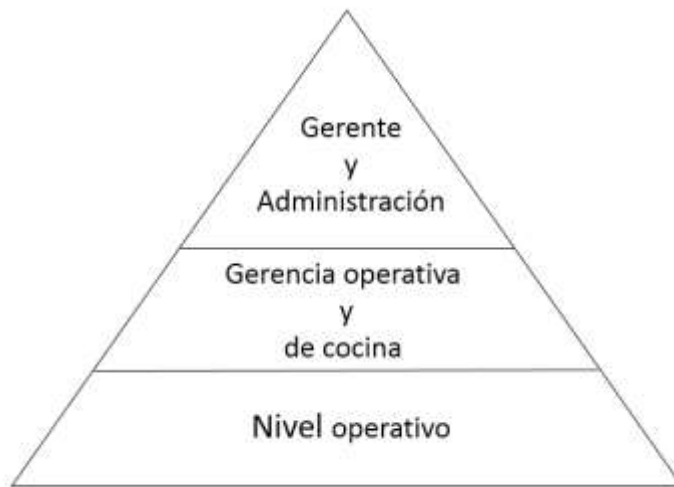 Gerente
y
Administración
Gerencia operativa
y
de cocina
Nivel operativo